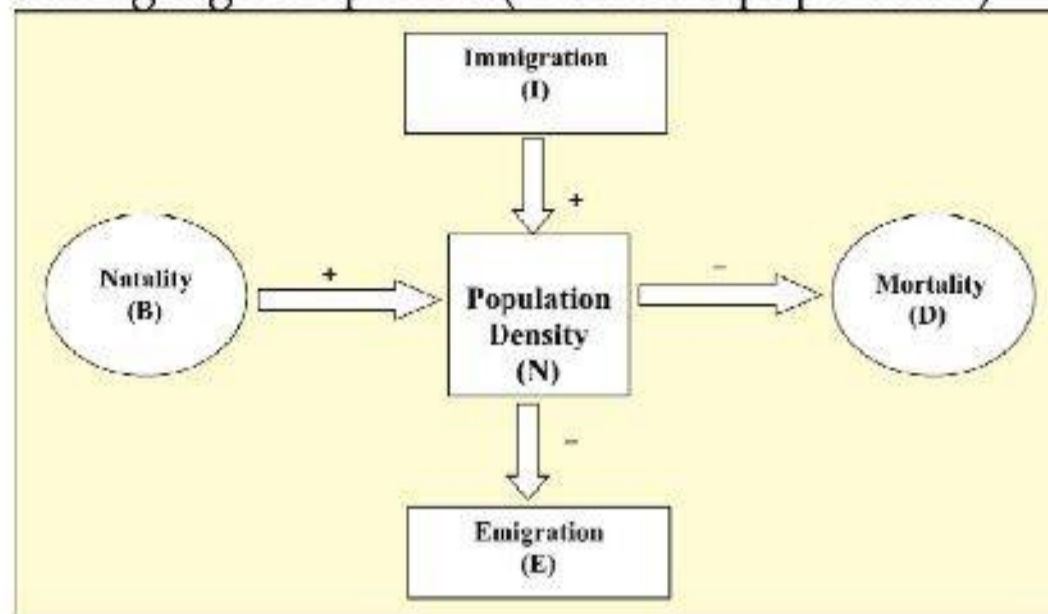 Immigration
(I)
+
Natality
(B)
+
Population
Density
(N)
–
Mortality
(D)
–
Emigration
(E)